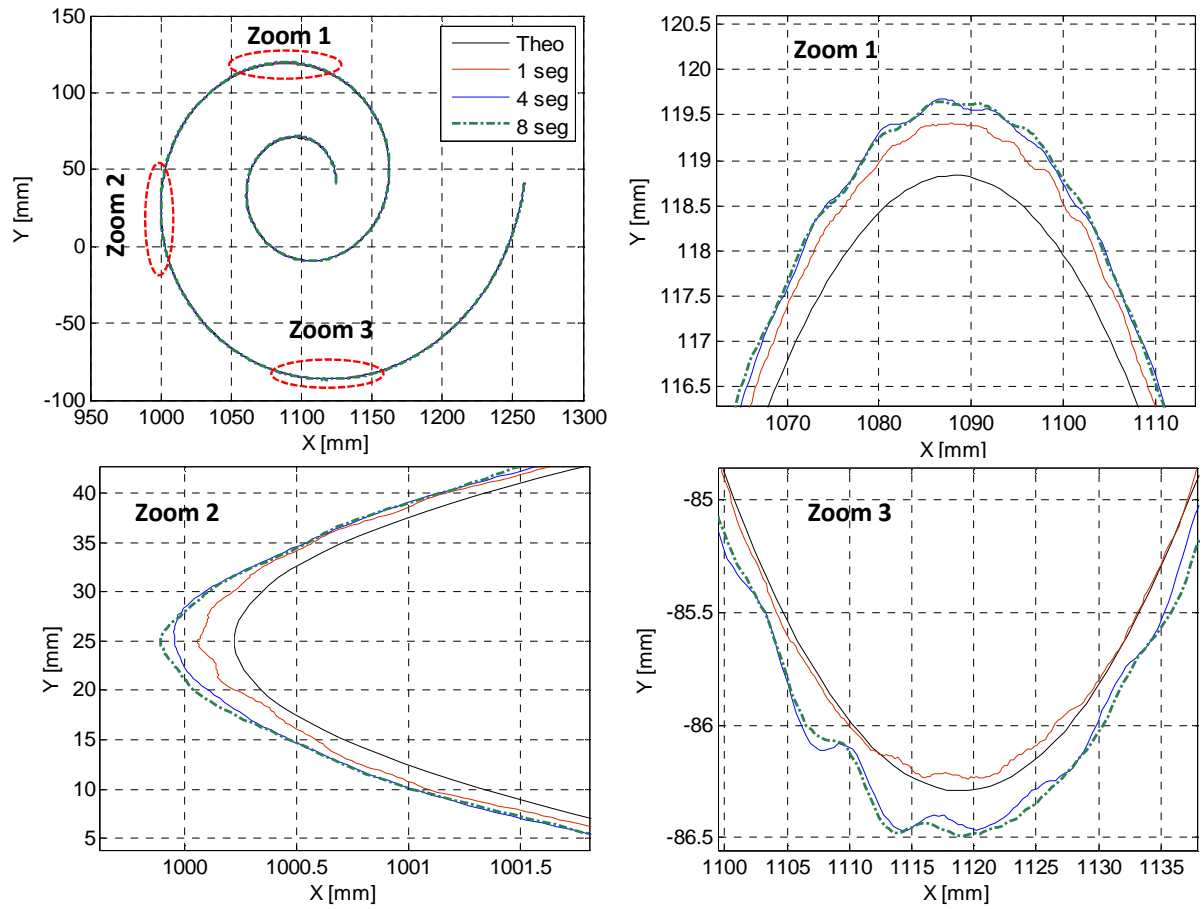 150
100
50
0
-50
-100
950
1000
1050
1100
1150
1200
1250
1300
X [mm]
Y [mm]
Zoom 1
Zoom 2
Zoom 3
Theo
1 seg
4 seg
8 seg
Zoom 1
120.5
120
119.5
119
118.5
118
117.5
117
116.5
1070
1080
1090
1100
1110
X [mm]
Y [mm]
Zoom 2
40
35
30
25
20
15
10
5
1000
1000.5
1001
1001.5
X [mm]
Y [mm]
Zoom 3
-85
-85.5
-86
-86.5
1100
1105
1110
1115
1120
1125
1130
1135
X [mm]
Y [mm]